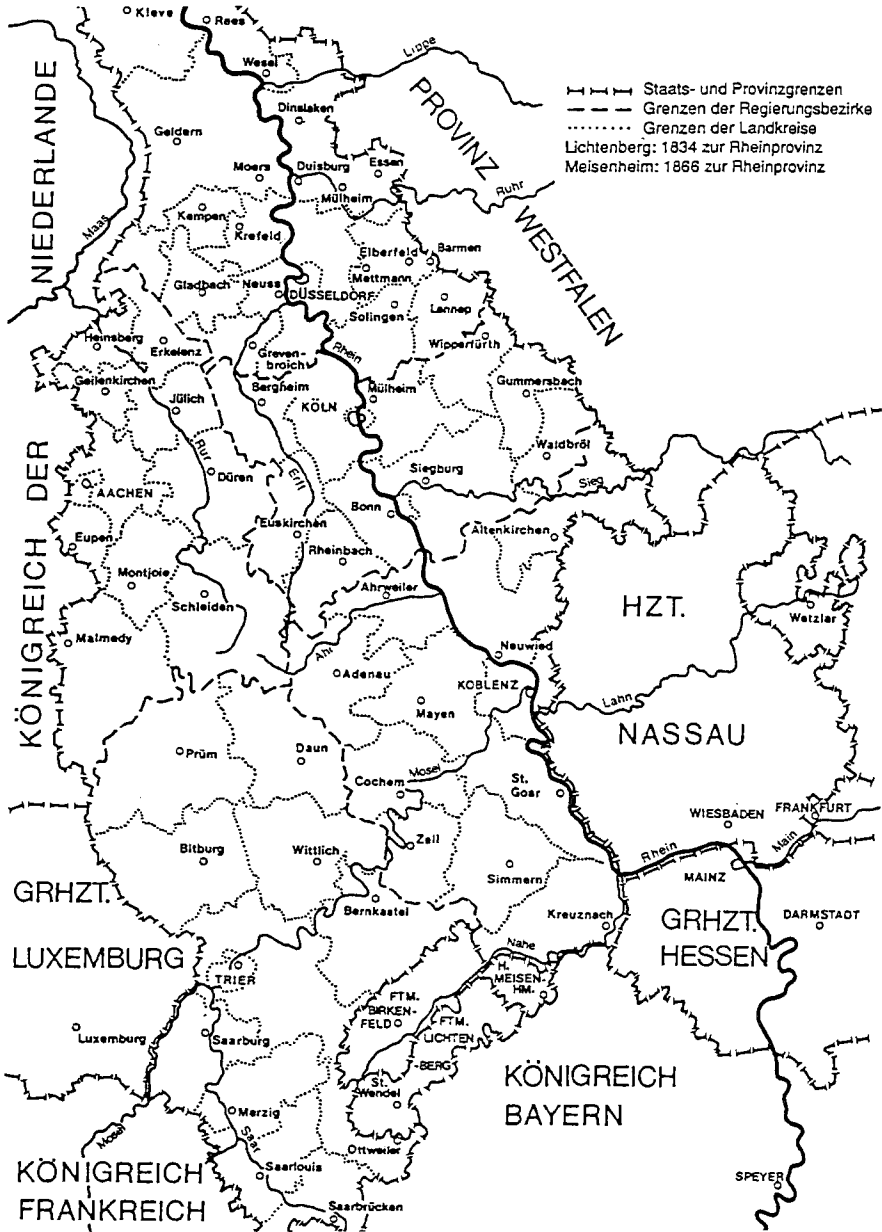 Kleve
Rees
Wesel
Lippe
Staats- und Provinzgrenzen
Grenzen der Regierungsbezirke
Grenzen der Landkreise
Lichtenberg: 1834 zur Rheinprovinz
Meisenheim: 1866 zur Rheinprovinz
Dinslaken
PROVINZ
WESTFALEN
NIEDERLANDE
Geldern
Moers
Duisburg
Essen
Mülheim
Ruhr
Maas
Kempen
Krefeld
Elberfeld
Barmen
Mettmann
Gladbach
Neuss
DÜSSELDORF
Solingen
Lennep
Heinsberg
Erkelenz
Greven-
broich
Rhein
Wipperfürth
Geilenkirchen
Jülich
Bergheim
Mülheim
KÖLN
Gummersbach
Waldbröl
KÖNIGREICH DER
AACHEN
Rur
Düren
Erft
Siegburg
Sieg
Bonn
Eupen
Euskirchen
Altenkirchen
Rheinbach
Montjoie
Schleiden
Ahrweiler
HZT.
Wetzlar
Malmedy
Ahr
Adenau
Neuwied
KOBLENZ
Lahn
Mayen
NASSAU
Prüm
Daun
Mosel
Cochem
St.
Goar
WIESBADEN
FRANKFURT
Bitburg
Wittlich
Zell
Rhein
Main
Simmern
MAINZ
GRHZT.
LUXEMBURG
Bernkastel
Kreuznach
GRHZT.
HESSEN
DARMSTADT
TRIER
Nahe
H.
MEISEN-
HM.
FTM.
BIRKEN-
FELD
FTM.
LICHTEN
-BERG
Luxemburg
Saarburg
St.
Wendel
KÖNIGREICH
BAYERN
Mosel
Merzig
Saar
Ottweiler
KÖNIGREICH
FRANKREICH
Saarlouis
Saarbrücken
SPEYER